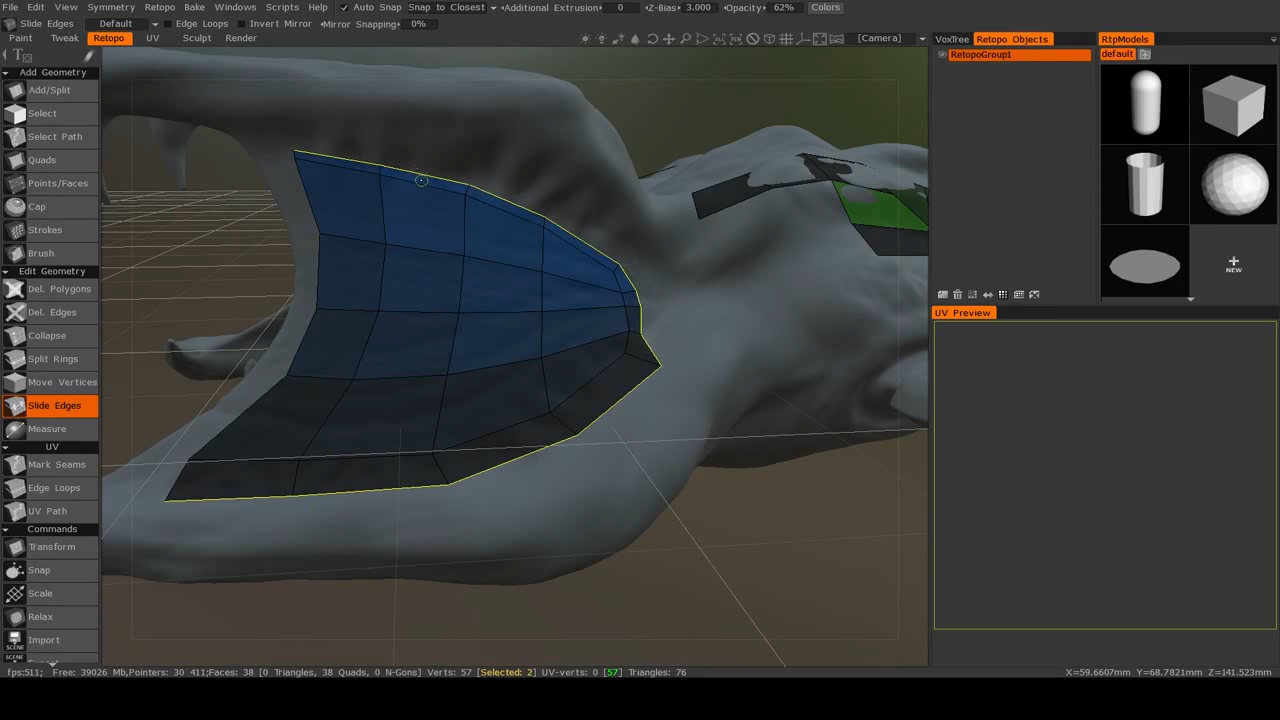 File Edit View Symmetry Retopo Bake Windows Scripts Help Auto Snap Snap to Closest Additional Extrusion 0 Z-Bias 3.000 Opacity 62% Colors
Slide Edges Default Edge Loops Invert Mirror Mirror Snapping 0%
Paint Tweak Retopo UV Sculpt Render [Camera] VoxTree Retopo Objects RtpModels
RetopoGroup1 default
Add Geometry
Add/Split
Select
Select Path
Quads
Points/Faces
Cap
Strokes
Brush
NEW
Edit Geometry
Del. Polygons
Del. Edges
UV Preview
Collapse
Split Rings
Move Vertices
Slide Edges
Measure
UV
Mark Seams
Edge Loops
UV Path
Commands
Transform
Snap
Scale
Relax
Import
SCENE
SCENE
fps:511; Free: 39026 Mb,Pointers: 30 411;Faces: 38 [0 Triangles, 38 Quads, 0 N-Gons] Verts: 57 [Selected: 2] UV-verts: 0 [57] Triangles: 76 X=59.6607mm Y=68.7821mm Z=141.523mm